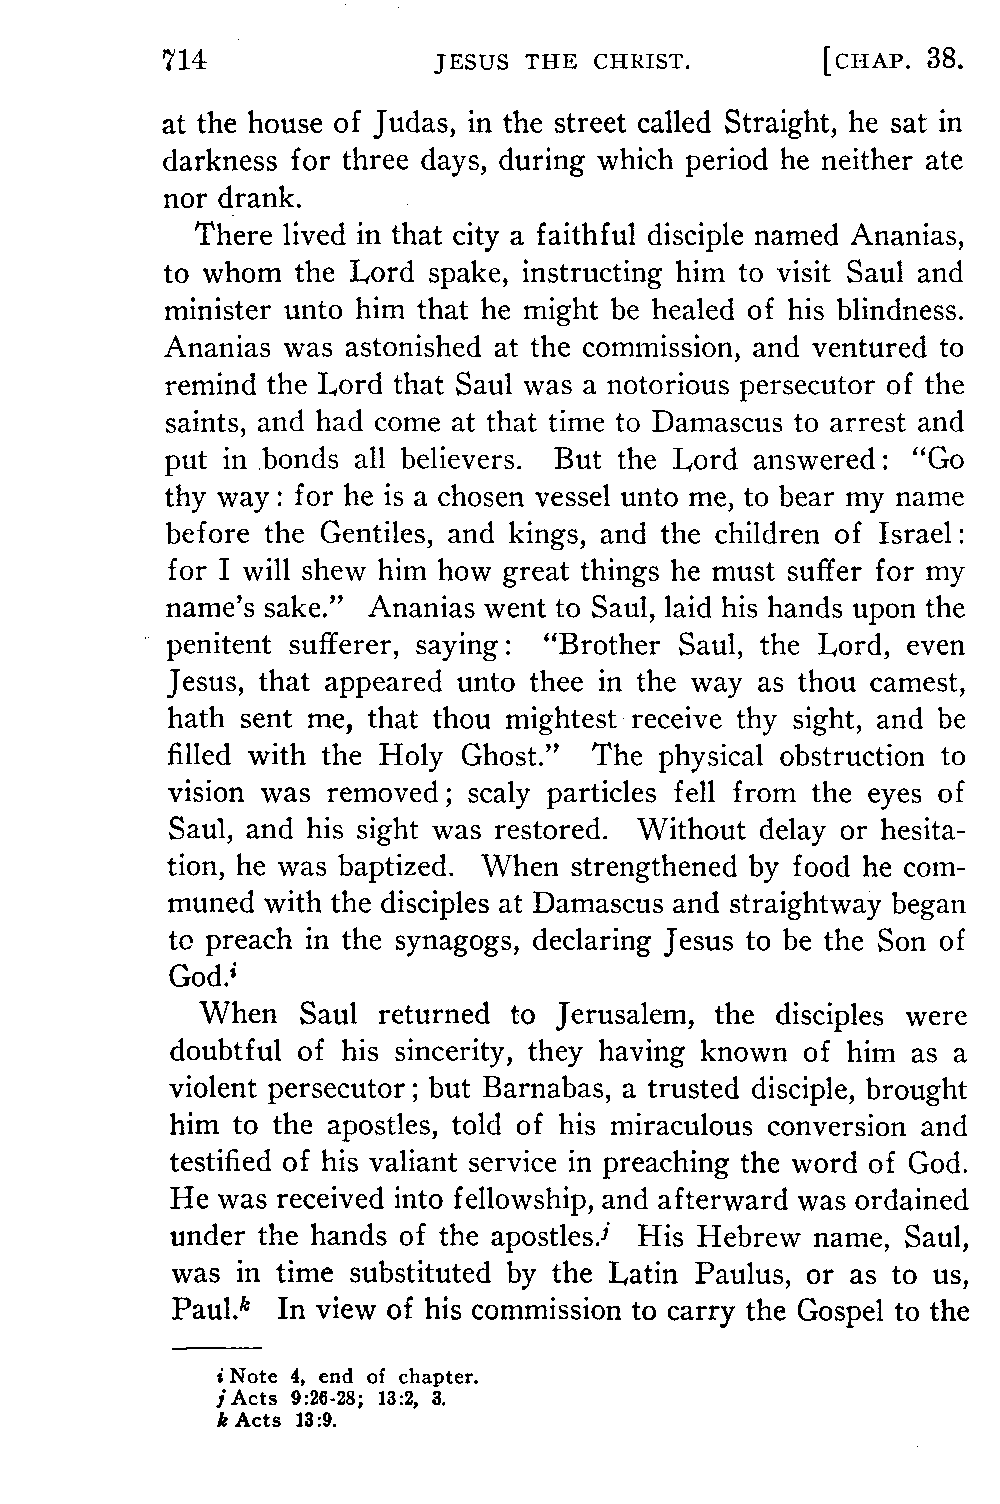 714 JESUS THE CHRIST. [CHAP. 38.
at the house of Judas, in the street called Straight, he sat in
darkness for three days, during which period he neither ate
nor drank.
There lived in that city a faithful disciple named Ananias,
to whom the Lord spake, instructing him to visit Saul and
minister unto him that he might be healed of his blindness.
Ananias was astonished at the commission, and ventured to
remind the Lord that Saul was a notorious persecutor of the
saints, and had come at that time to Damascus to arrest and
put in bonds all believers. But the Lord answered: “Go
thy way: for he is a chosen vessel unto me, to bear my name
before the Gentiles, and kings, and the children of Israel:
for I will shew him how great things he must suffer for my
name’s sake.” Ananias went to Saul, laid his hands upon the
penitent sufferer, saying: “Brother Saul, the Lord, even
Jesus, that appeared unto thee in the way as thou camest,
hath sent me, that thou mightest receive thy sight, and be
filled with the Holy Ghost.” The physical obstruction to
vision was removed; scaly particles fell from the eyes of
Saul, and his sight was restored. Without delay or hesita-
tion, he was baptized. When strengthened by food he com-
muned with the disciples at Damascus and straightway began
to preach in the synagogs, declaring Jesus to be the Son of
God.i
When Saul returned to Jerusalem, the disciples were
doubtful of his sincerity, they having known of him as a
violent persecutor; but Barnabas, a trusted disciple, brought
him to the apostles, told of his miraculous conversion and
testified of his valiant service in preaching the word of God.
He was received into fellowship, and afterward was ordained
under the hands of the apostles.j His Hebrew name, Saul,
was in time substituted by the Latin Paulus, or as to us,
Paul.k In view of his commission to carry the Gospel to the
i Note 4, end of chapter.
j Acts 9:26-28; 13:2, 3.
k Acts 13:9.